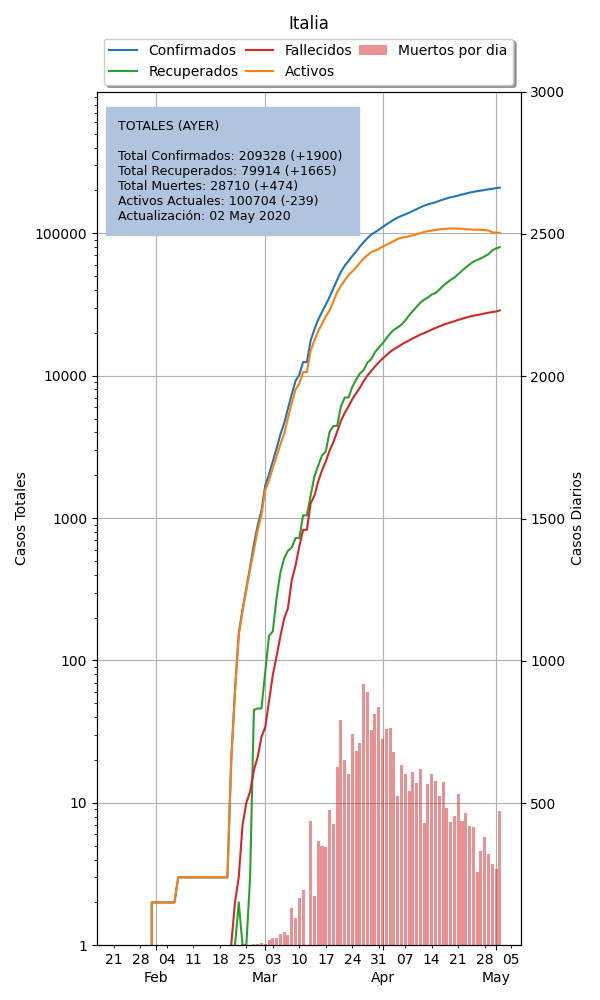 Italia
Confirmados
Recuperados
Fallecidos
Activos
Muertos por dia
TOTALES (AYER)
Total Confirmados: 209328 (+1900)
Total Recuperados: 79914 (+1665)
Total Muertes: 28710 (+474)
Activos Actuales: 100704 (-239)
Actualización: 02 May 2020
Casos Totales
100000
10000
1000
100
10
1
3000
2500
2000
1500
1000
500
Casos Diarios
21 28 04 11 18 25 03 10 17 24 31 07 14 21 28 05
Feb Mar Apr May